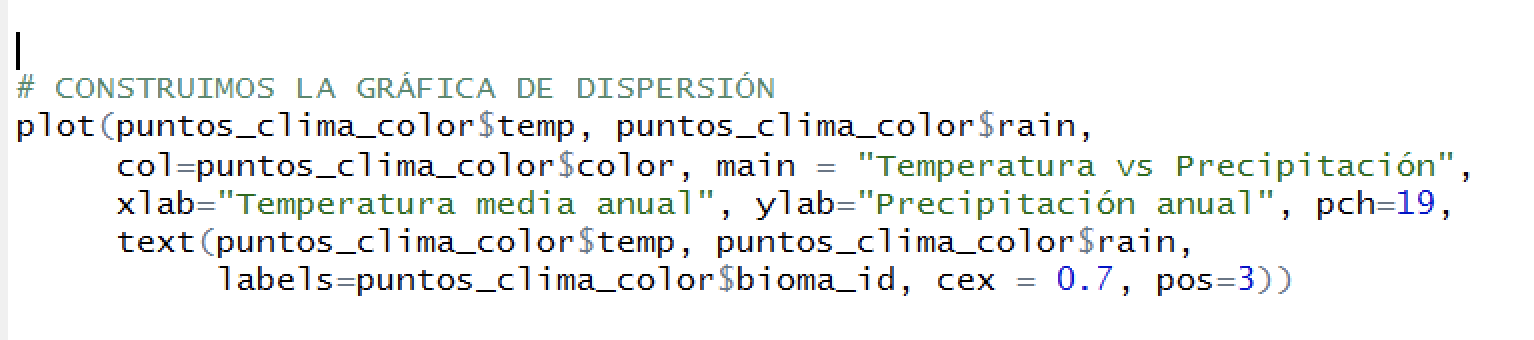 # CONSTRUIMOS LA GRÁFICA DE DISPERSIÓN
plot(puntos_clima_color$temp, puntos_clima_color$rain,
     col=puntos_clima_color$color, main = "Temperatura vs Precipitación",
     xlab="Temperatura media anual", ylab="Precipitación anual", pch=19,
     text(puntos_clima_color$temp, puntos_clima_color$rain,
          labels=puntos_clima_color$bioma_id, cex = 0.7, pos=3))